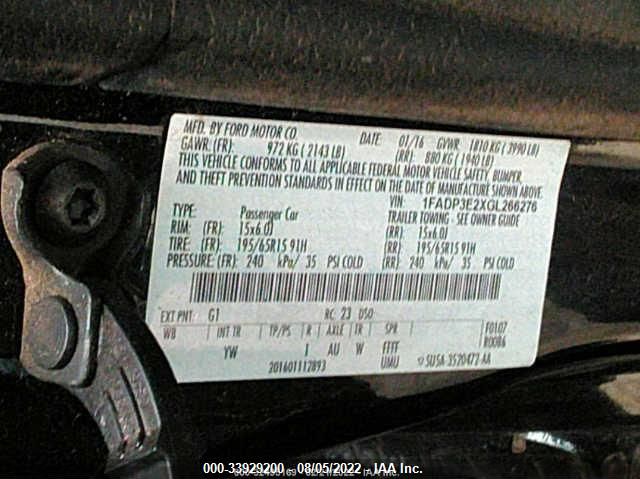 MFD. BY FORD MOTOR CO. DATE: 01/16 GVWR: 1810 KG ( 3990 LB)
GAWR: (FR): 972 KG ( 2143 LB) (RR): 880 KG ( 1940 LB)
THIS VEHICLE CONFORMS TO ALL APPLICABLE FEDERAL MOTOR VEHICLE SAFETY, BUMPER,
AND THEFT PREVENTION STANDARDS IN EFFECT ON THE DATE OF MANUFACTURE SHOWN ABOVE.
VIN: 1FADP3E2XGL266276
TYPE: Passenger Car TRAILER TOWING - SEE OWNER GUIDE
RIM: (FR): 15x6.0J (RR): 15x6.0J
TIRE: (FR): 195/65R15 91H (RR): 195/65R15 91H
PRESSURE: (FR): 240 kPa/ 35 PSI COLD (RR): 240 kPa/ 35 PSI COLD
EXT PNT: G1 RC: 23 DSO:
WB INT TR TP/PS R AXLE TR SPR F0107
R0086
YW I AU W FFFF
UMU
201601112893 5U5A-3520472-AA
000-33929200 - 08/05/2022 - IAA Inc.